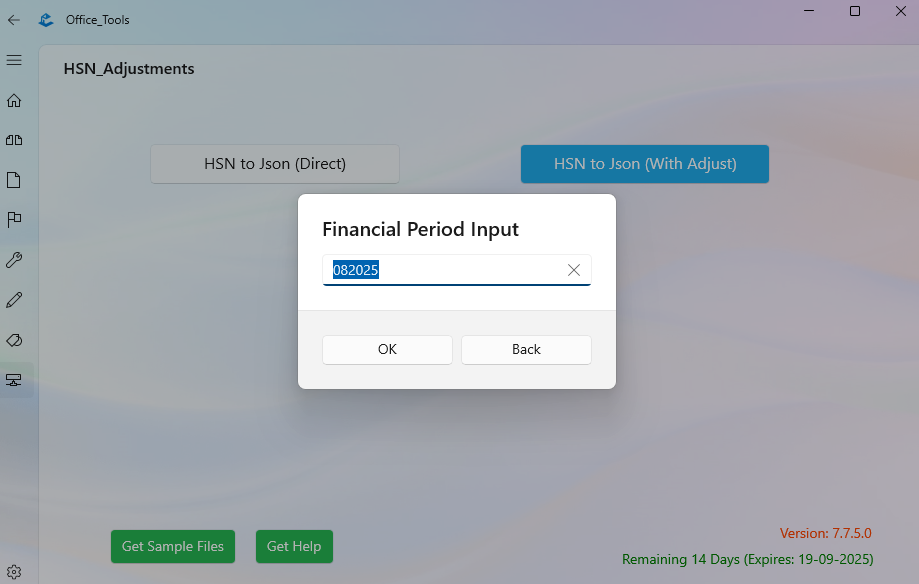 Office_Tools
HSN_Adjustments
HSN to Json (Direct)
HSN to Json (With Adjust)
Financial Period Input
082025
OK
Back
Get Sample Files
Get Help
Version: 7.7.5.0
Remaining 14 Days (Expires: 19-09-2025)